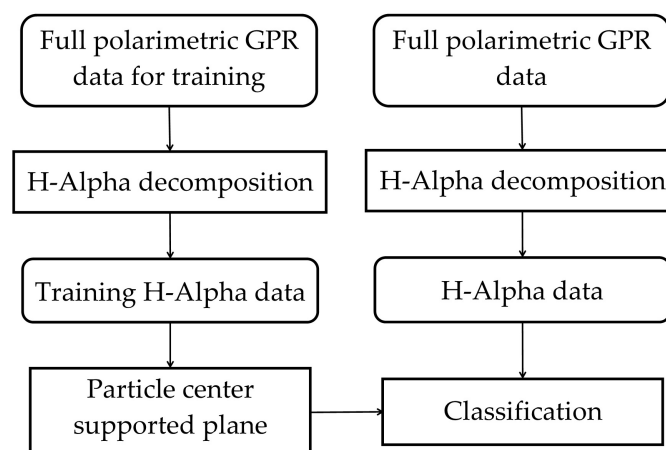 Full polarimetric GPR
data for training
Full polarimetric GPR
data
H-Alpha decomposition
H-Alpha decomposition
Training H-Alpha data
H-Alpha data
Particle center
supported plane
Classification